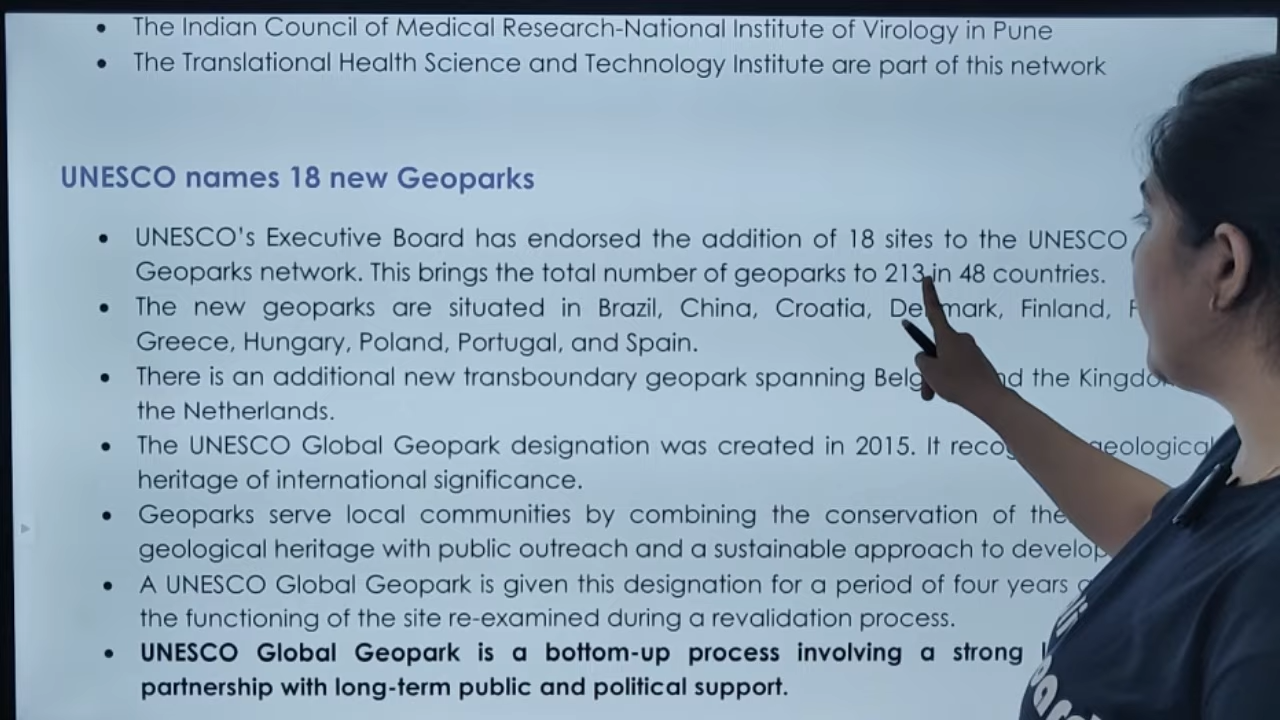 • The Indian Council of Medical Research-National Institute of Virology in Pune
• The Translational Health Science and Technology Institute are part of this network
UNESCO names 18 new Geoparks
• UNESCO's Executive Board has endorsed the addition of 18 sites to the UNESCO
Geoparks network. This brings the total number of geoparks to 213 in 48 countries.
• The new geoparks are situated in Brazil, China, Croatia, Finland,
Greece, Hungary, Poland, Portugal, and Spain.
• There is an additional new transboundary geopark spanning the
the Netherlands.
• The UNESCO Global Geopark designation was created in 2015. It geological
heritage of international significance.
• Geoparks serve local communities by combining the conservation of
geological heritage with public outreach and a sustainable approach to
• A UNESCO Global Geopark is given this designation for a period of four years
the functioning of the site re-examined during a revalidation process.
• UNESCO Global Geopark is a bottom-up process involving a strong
partnership with long-term public and political support.